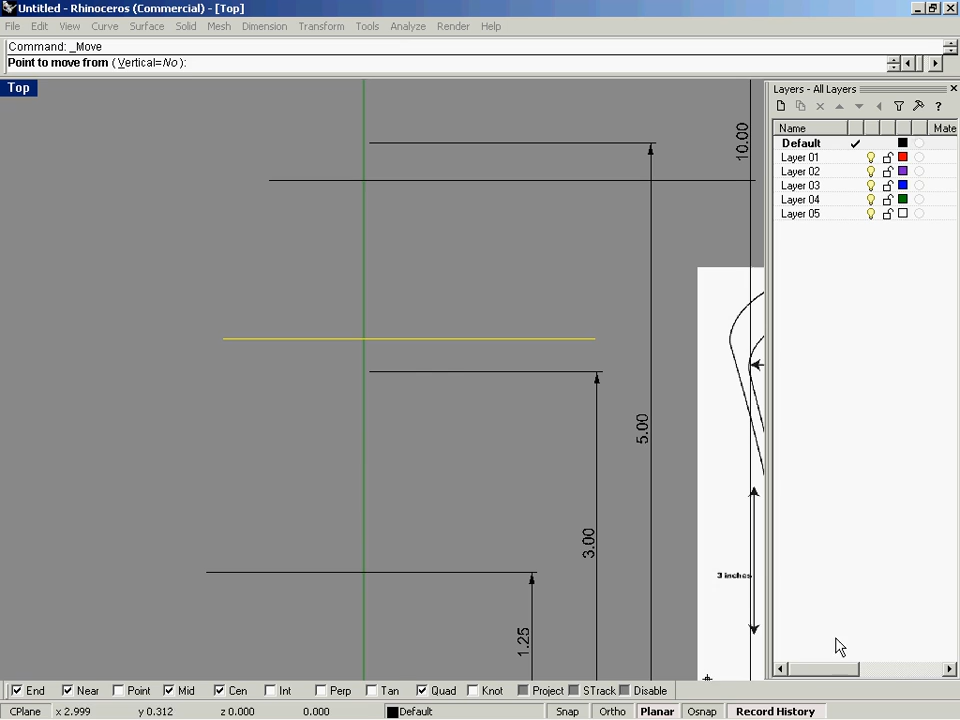 Untitled - Rhinoceros (Commercial) - [Top]
File Edit View Curve Surface Solid Mesh Dimension Transform Tools Analyze Render Help
Command: _Move
Point to move from ( Vertical=No ):
Top
Layers - All Layers
?
Name Mate
Default
Layer 01
Layer 02
Layer 03
Layer 04
Layer 05
10.00
5.00
3.00
1.25
3 inches
End Near Point Mid Cen Int Perp Tan Quad Knot Project STrack Disable
CPlane x 2.999 y 0.312 z 0.000 0.000 Default Snap Ortho Planar Osnap Record History